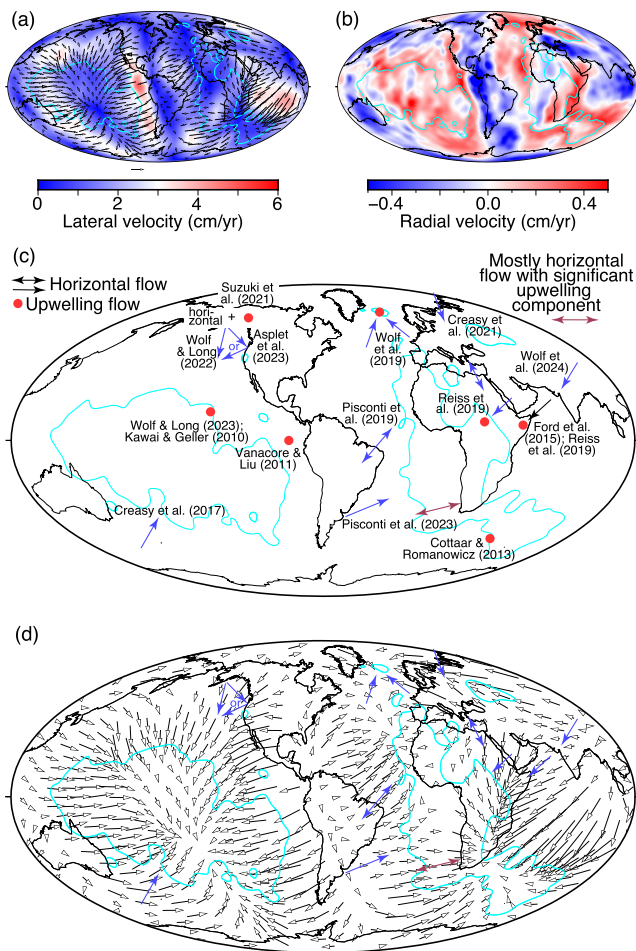 (a)
(b)
0 2 4 6
Lateral velocity (cm/yr)
−0.4 0.0 0.4
Radial velocity (cm/yr)
(c)
Horizontal flow
Upwelling flow
Mostly horizontal
flow with significant
upwelling
component
Suzuki et
al. (2021)
hori-
zontal +
Wolf
& Long
(2022)
or
Asplet
et al.
(2023)
Wolf
et al.
(2019)
Creasy et
al. (2021)
Wolf et
al. (2024)
Reiss et
al. (2019)
Pisconti et
al. (2019)
Ford et al.
(2015); Reiss
et al. (2019)
Wolf & Long (2023);
Kawai & Geller (2010)
Vanacore &
Liu (2011)
Creasy et al. (2017)
Pisconti et al. (2023)
Cottaar &
Romanowicz (2013)
(d)
or